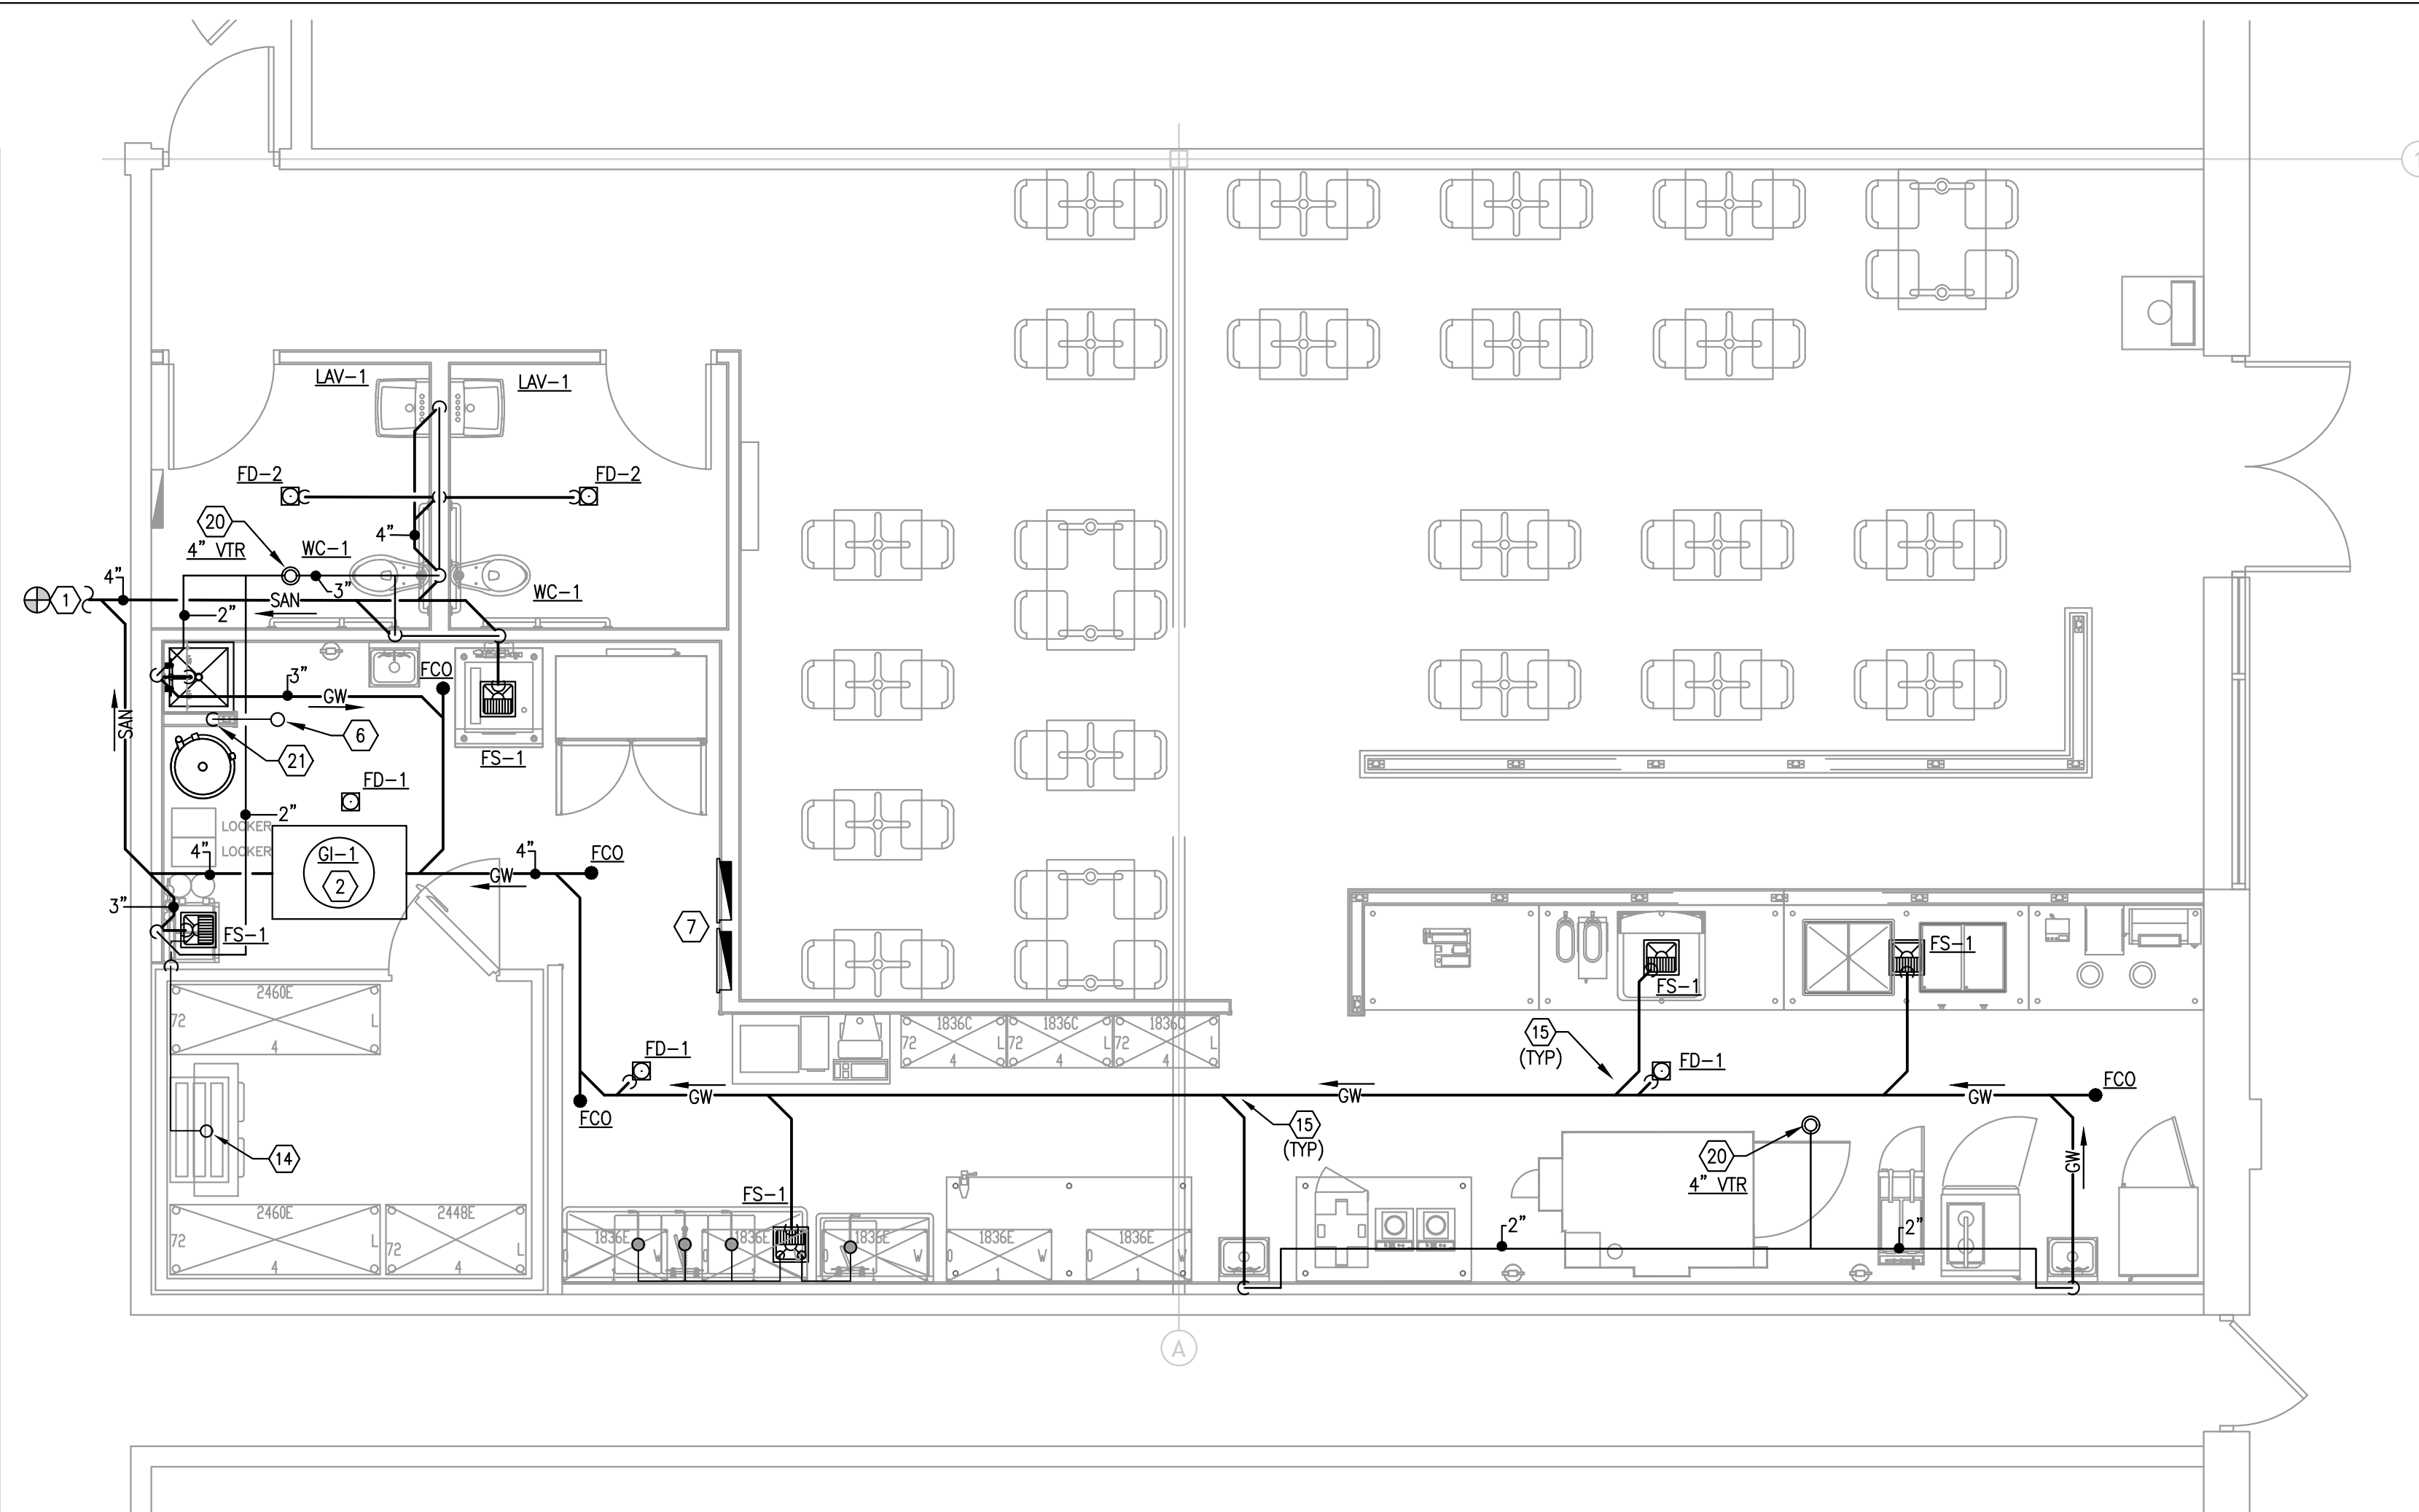 1
LAV-1
LAV-1
FD-2
FD-2
20
4" VTR
WC-1
4"
4"
1
SAN
3"
WC-1
2"
FCO
3"
GW
SAN
6
21
FS-1
FD-1
2"
LOCKER
LOCKER
GI-1
2
4"
4"
FCO
GW
3"
FS-1
7
FS-1
FS-1
2460E
72
L
4
1836C
1836C
1836C
72
L
72
L
72
L
4
4
4
15
(TYP)
FD-1
FD-1
GW
GW
GW
FCO
FCO
15
(TYP)
14
20
4" VTR
GW
FS-1
2460E
72
L
4
2448E
72
L
4
1836E
1836E
1836E
1836E
1836E
W
W
W
W
1
1
2"
2"
A